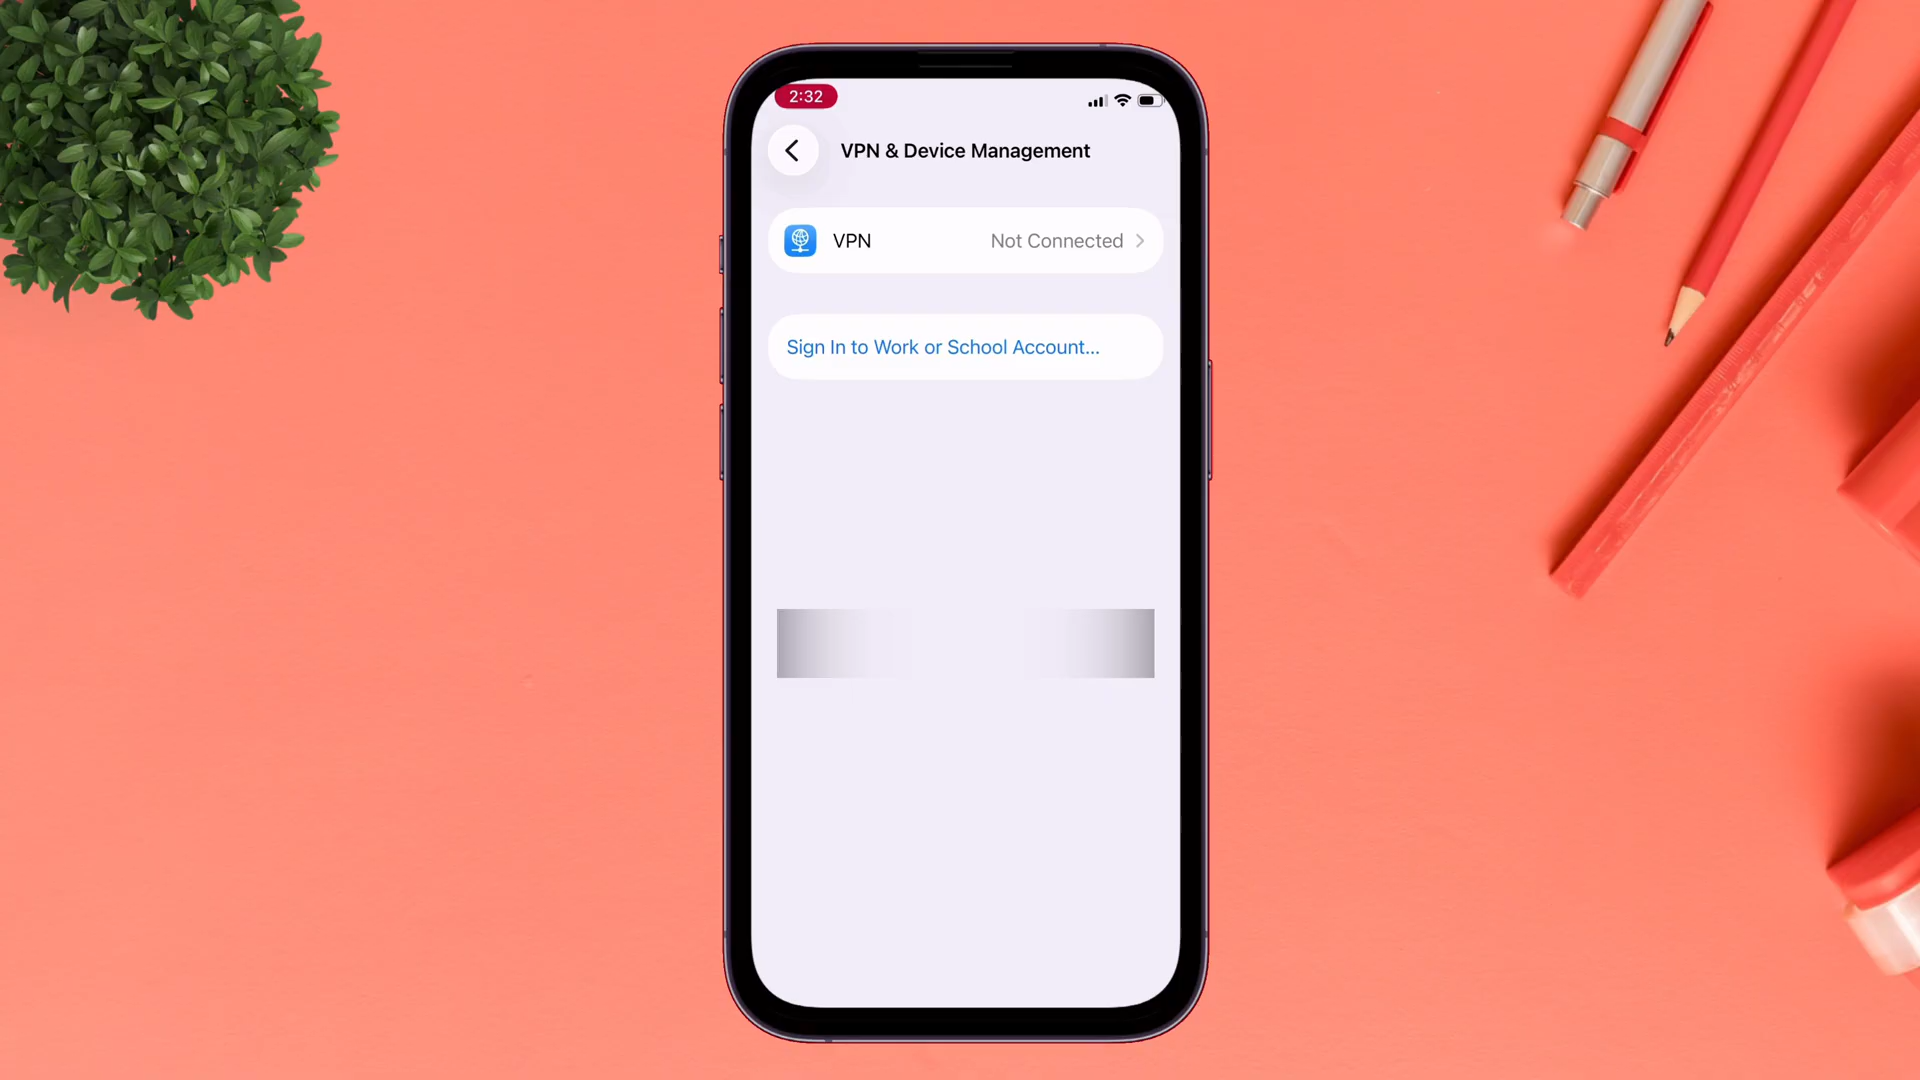 2:32
VPN & Device Management
VPN Not Connected
Sign In to Work or School Account...